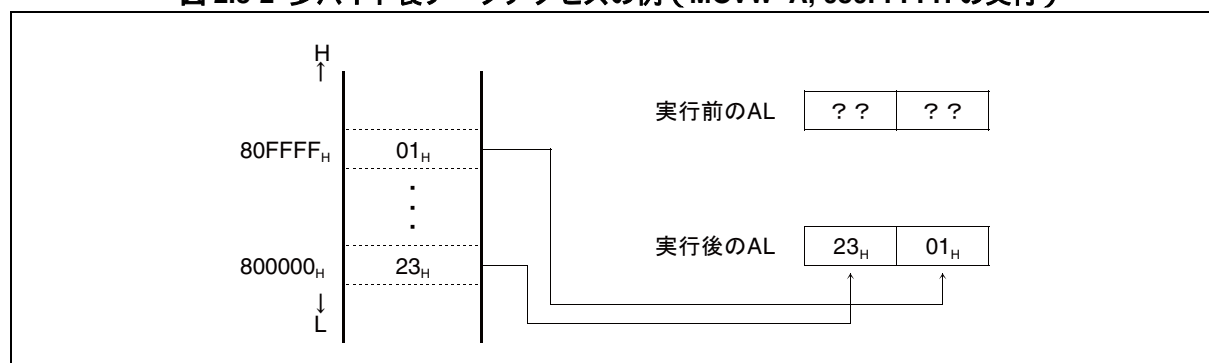 H
↑
実行前のAL ?? ??
80FFFFH 01H
・
・
・
実行後のAL 23H 01H
800000H 23H
↓
L